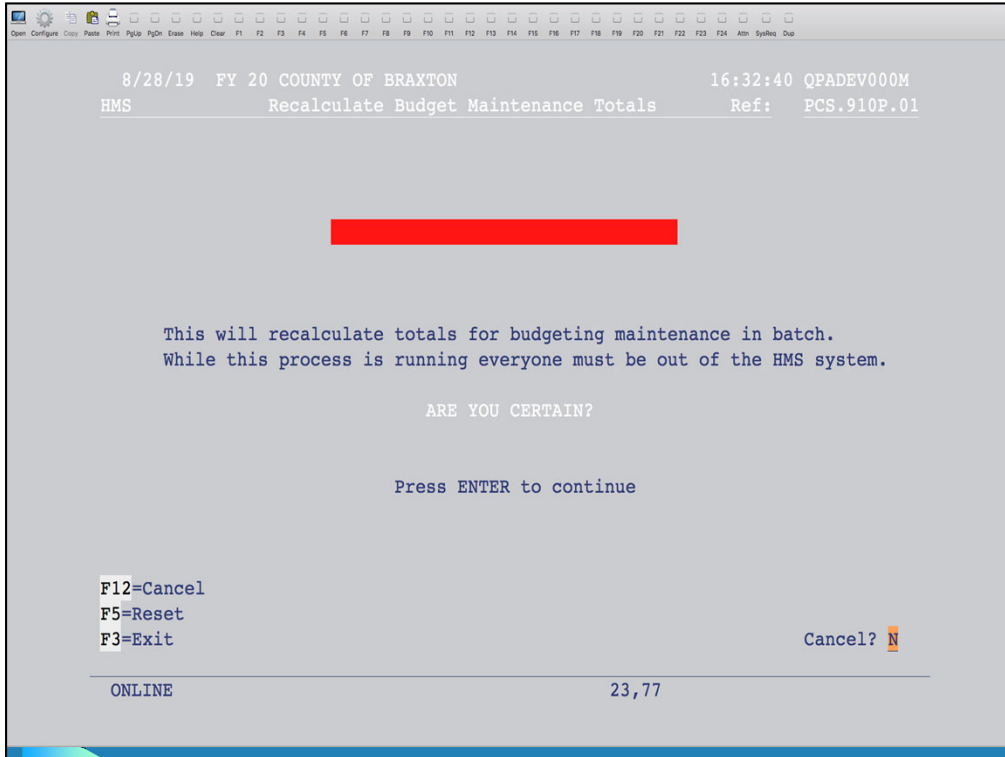 Open Configure Copy Paste Print PgUp PgDn Erase Help Clear F1 F2 F3 F4 F5 F6 F7 F8 F9 F10 F11 F12 F13 F14 F15 F16 F17 F18 F19 F20 F21 F22 F23 F24 Attn SysReq Dup
8/28/19 FY 20 COUNTY OF BRAXTON 16:32:40 QPADEV000M
HMS Recalculate Budget Maintenance Totals Ref: PCS.910P.01
This will recalculate totals for budgeting maintenance in batch.
While this process is running everyone must be out of the HMS system.
ARE YOU CERTAIN?
Press ENTER to continue
F12=Cancel
F5=Reset
F3=Exit Cancel? N
ONLINE 23,77